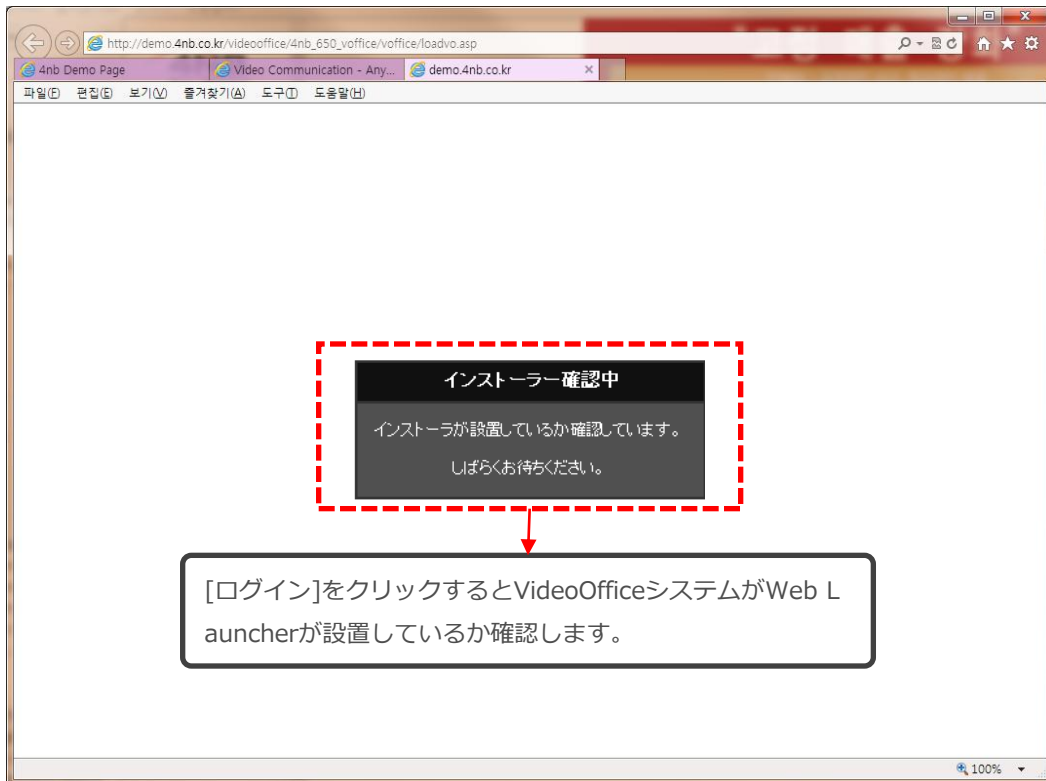 http://demo.4nb.co.kr/videooffice/4nb_650_voffice/voffice/loadvo.asp
4nb Demo Page
Video Communication - Any...
demo.4nb.co.kr
파일(F) 편집(E) 보기(V) 즐겨찾기(A) 도구(T) 도움말(H)
インストーラー確認中
インストーラが設置しているか確認しています。
しばらくお待ちください。
[ログイン]をクリックするとVideoOfficeシステムがWeb L
auncherが設置しているか確認します。
100%